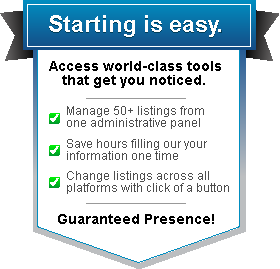 Starting is easy.
Access world-class tools
that get you noticed.
Manage 50+ listings from
one administrative panel
Save hours filling our your
information one time
Change listings across all
platforms with click of a button
Guaranteed Presence!